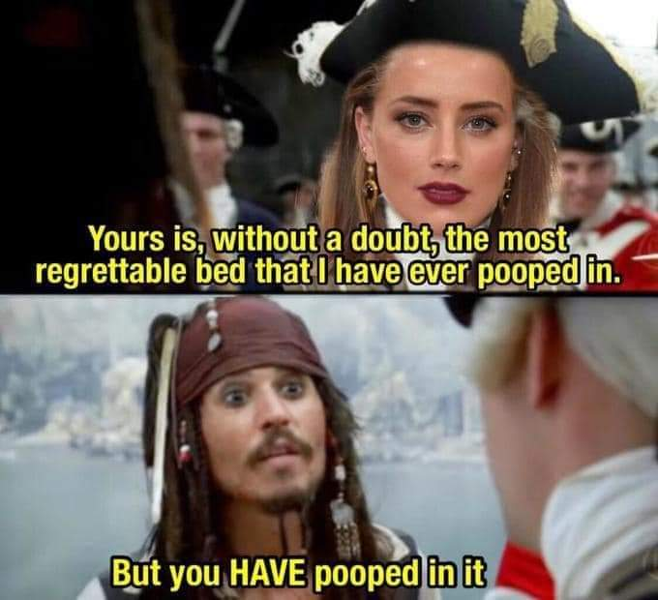 Yours is, without a doubt, the most
regrettable bed that I have ever pooped in.
But you HAVE pooped in it